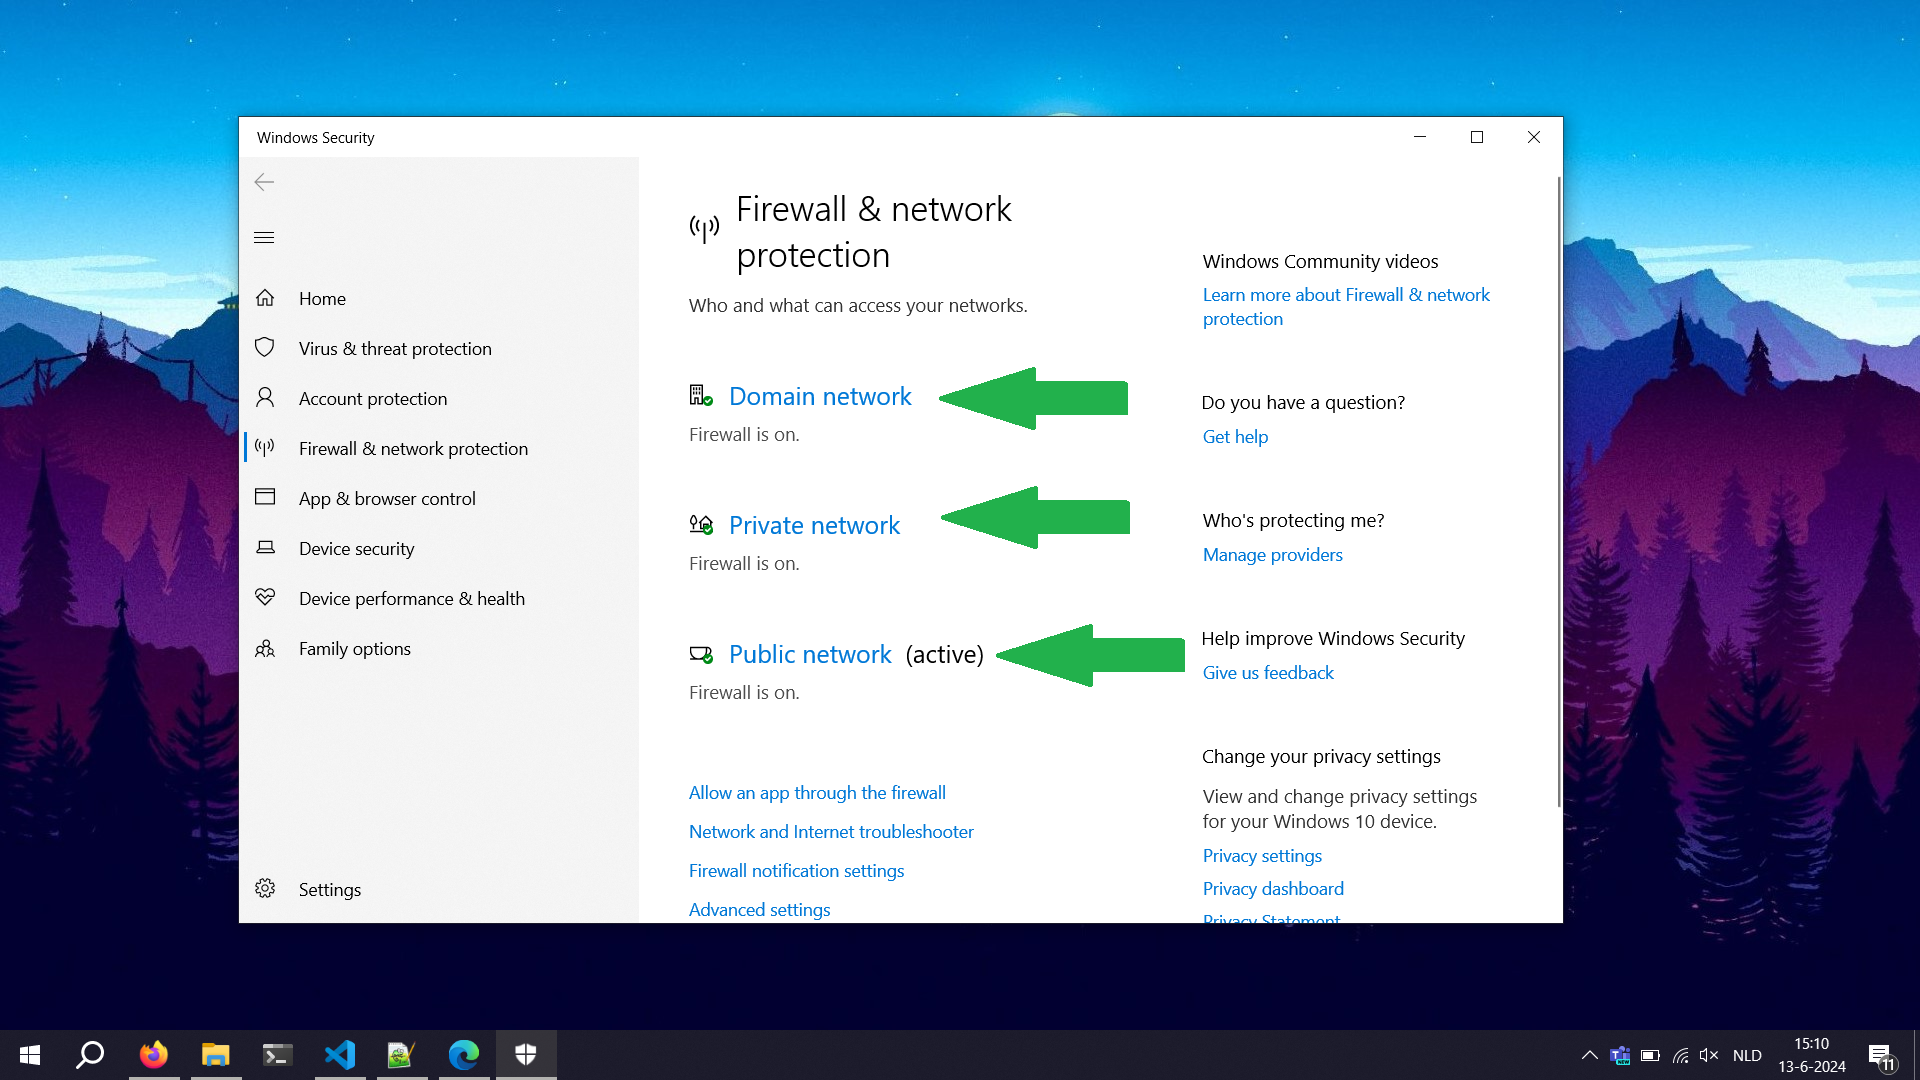 Windows Security
Home
Virus & threat protection
Account protection
Firewall & network protection
App & browser control
Device security
Device performance & health
Family options
Settings
Firewall & network
protection
Who and what can access your networks.
Domain network
Firewall is on.
Private network
Firewall is on.
Public network (active)
Firewall is on.
Allow an app through the firewall
Network and Internet troubleshooter
Firewall notification settings
Advanced settings
Windows Community videos
Learn more about Firewall & network
protection
Do you have a question?
Get help
Who's protecting me?
Manage providers
Help improve Windows Security
Give us feedback
Change your privacy settings
View and change privacy settings
for your Windows 10 device.
Privacy settings
Privacy dashboard
Privacy Statement
NLD
15:10
13-6-2024
11